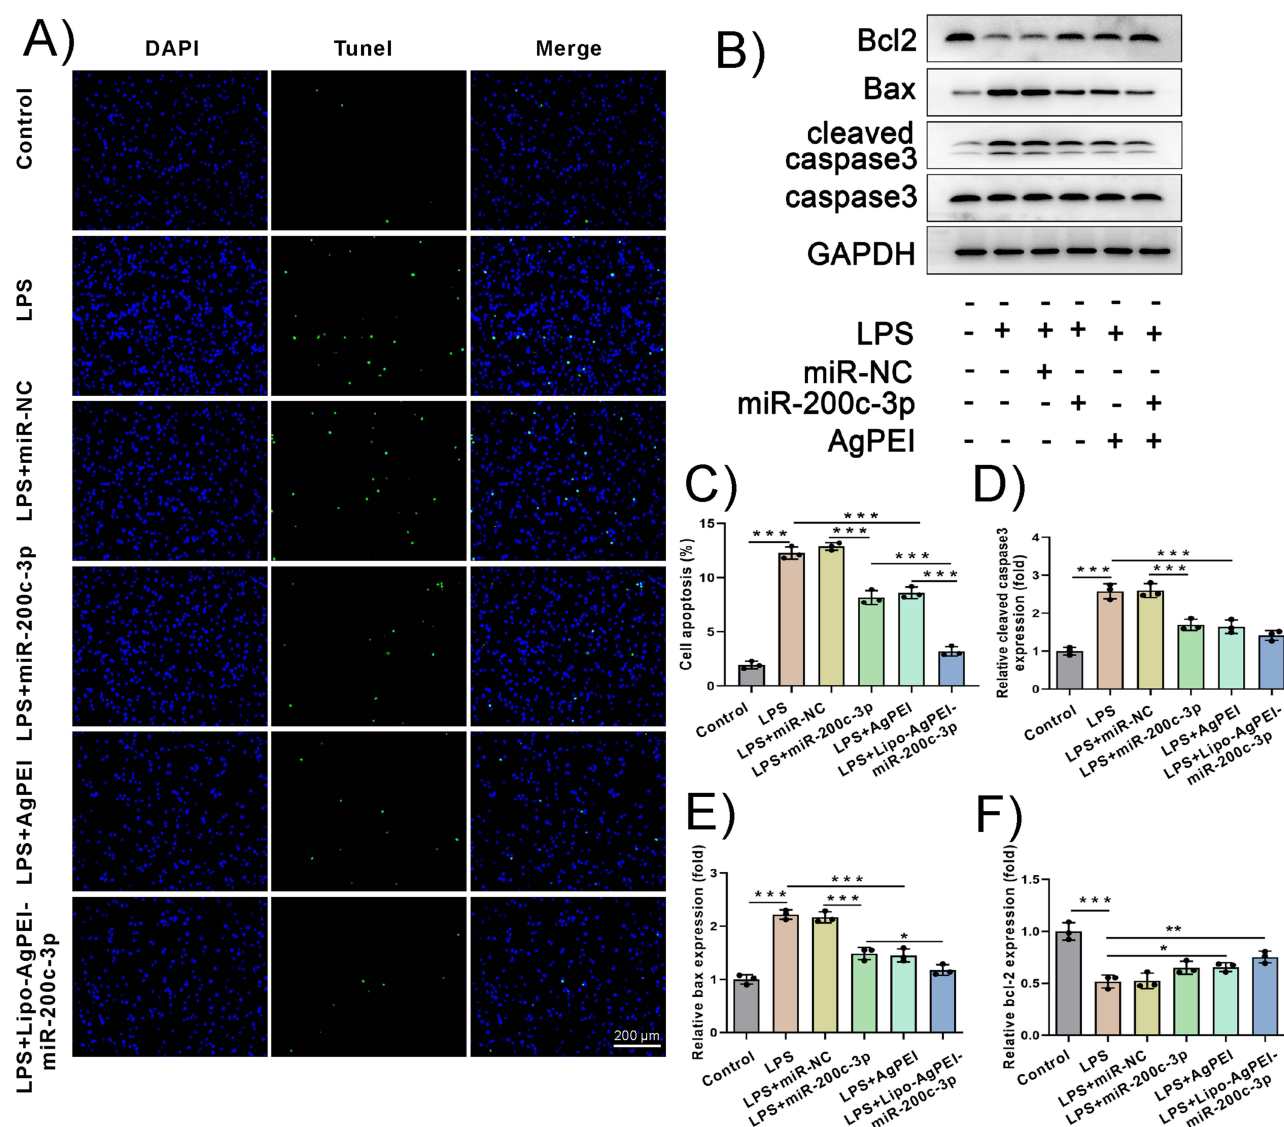 A)
DAPI Tunel Merge
Control
LPS
LPS+miR-NC
LPS+miR-200c-3p
LPS+AgPEI
LPS+Lipo-AgPEI-
miR-200c-3p
200 μm
B)
Bcl2
Bax
cleaved
caspase3
caspase3
GAPDH
- - - - - -
LPS - + + + + +
miR-NC - - + - - -
miR-200c-3p - - - + - +
AgPEI - - - - + +
C)
Cell apoptosis (%)
15
10
5
0
***
***
***
***
***
Control
LPS
LPS+miR-NC
LPS+miR-200c-3p
LPS+AgPEI
LPS+Lipo-AgPEI-
miR-200c-3p
D)
Relative cleaved caspase3
expression (fold)
4
3
2
1
0
***
***
***
Control
LPS
LPS+miR-NC
LPS+miR-200c-3p
LPS+AgPEI
LPS+Lipo-AgPEI-
miR-200c-3p
E)
Relative bax expression (fold)
3
2
1
0
***
***
***
*
Control
LPS
LPS+miR-NC
LPS+miR-200c-3p
LPS+AgPEI
LPS+Lipo-AgPEI-
miR-200c-3p
F)
Relative bcl-2 expression (fold)
1.5
1.0
0.5
0.0
***
**
*
Control
LPS
LPS+miR-NC
LPS+miR-200c-3p
LPS+AgPEI
LPS+Lipo-AgPEI-
miR-200c-3p